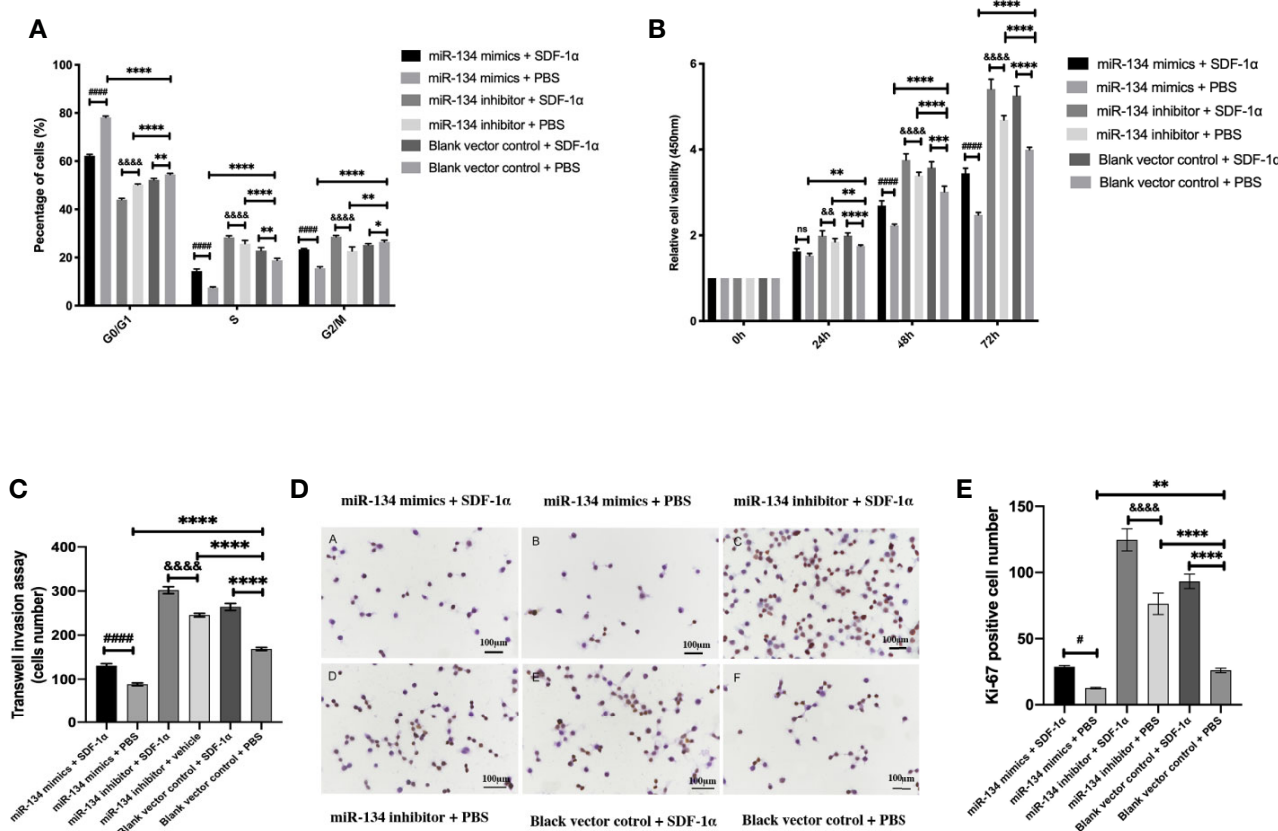 A
100
80
60
40
20
0
Percentage of cells (%)
####
****
&&&&
****
**
####
****
&&&&
****
**
####
****
&&&&
**
*
G0/G1
S
G2/M
miR-134 mimics + SDF-1α
miR-134 mimics + PBS
miR-134 inhibitor + SDF-1α
miR-134 inhibitor + PBS
Blank vector control + SDF-1α
Blank vector control + PBS
B
6
4
2
0
Relative cell viability (450nm)
ns
**
**
&&
****
####
****
****
&&&&
***
####
****
****
&&&&
****
0h
24h
48h
72h
miR-134 mimics + SDF-1α
miR-134 mimics + PBS
miR-134 inhibitor + SDF-1α
miR-134 inhibitor + PBS
Blank vector control + SDF-1α
Blank vector control + PBS
C
400
300
200
100
0
Transwell invasion assay
(cells number)
####
****
&&&&
****
****
miR-134 mimics + SDF-1α
miR-134 mimics + PBS
miR-134 inhibitor + SDF-1α
miR-134 inhibitor + vehicle
Blank vector control + SDF-1α
Blank vector control + PBS
D
miR-134 mimics + SDF-1α
miR-134 mimics + PBS
miR-134 inhibitor + SDF-1α
A
100μm
B
100μm
C
100μm
D
100μm
E
100μm
F
100μm
miR-134 inhibitor + PBS
Black vector cotrol + SDF-1α
Black vector cotrol + PBS
E
150
100
50
0
Ki-67 positive cell number
#
**
&&&&
****
****
miR-134 mimics + SDF-1α
miR-134 mimics + PBS
miR-134 inhibitor + SDF-1α
miR-134 inhibitor + PBS
Blank vector control + SDF-1α
Blank vector control + PBS